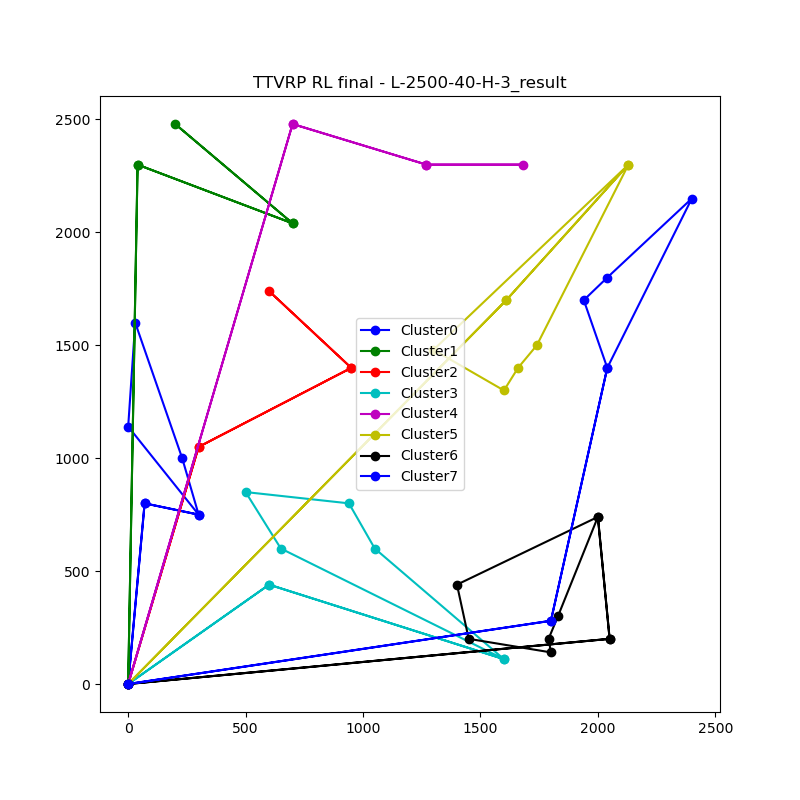 TTVRP RL final - L-2500-40-H-3_result
2500
2000
1500
1000
500
0
Cluster0
Cluster1
Cluster2
Cluster3
Cluster4
Cluster5
Cluster6
Cluster7
0 500 1000 1500 2000 2500